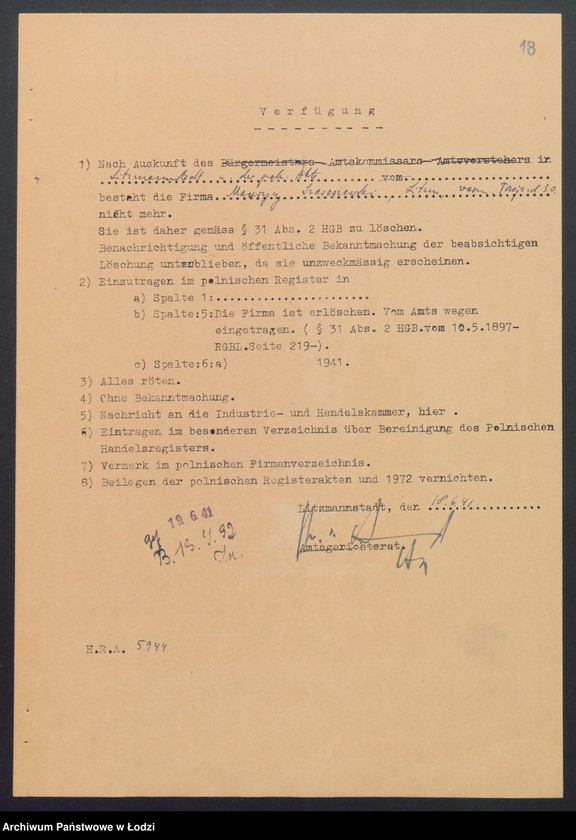 18
Verfügung
1) Nach Auskunft des Bürgermeisters- Amtskommissars- Amtsvorstehers in
Litzmannstadt vom
besteht die Firma
nicht mehr.
Sie ist daher gemäss § 31 Abs. 2 HGB zu löschen.
Benachrichtigung und öffentliche Bekanntmachung der beabsichtigen
Löschung unterblieben, da sie unzweckmässig erscheinen.
2) Einzutragen im polnischen Register in
a) Spalte 1:.......................
b) Spalte:5:Die Firma ist erlöschen. Vom Amts wegen
eingetragen. ( § 31 Abs. 2 HGB.vom 10.5.1897-
RGBL.Seite 219-).
c) Spalte:6:a) 1941.
3) Alles röten.
4) Ohne Bekanntmachung.
5) Nachricht an die Industrie- und Handelskammer, hier .
6) Eintragen im besonderen Verzeichnis über Bereinigung des Polnischen
Handelsregisters.
7) Vermerk im polnischen Firmenverzeichnis.
8) Beilegen der polnischen Registerakten und 1972 vernichten.
Litzmannstadt, den 18.6.41
19.6.41
Amtsgerichtsrat.
H.R.A. 5944
Archiwum Państwowe w Łodzi